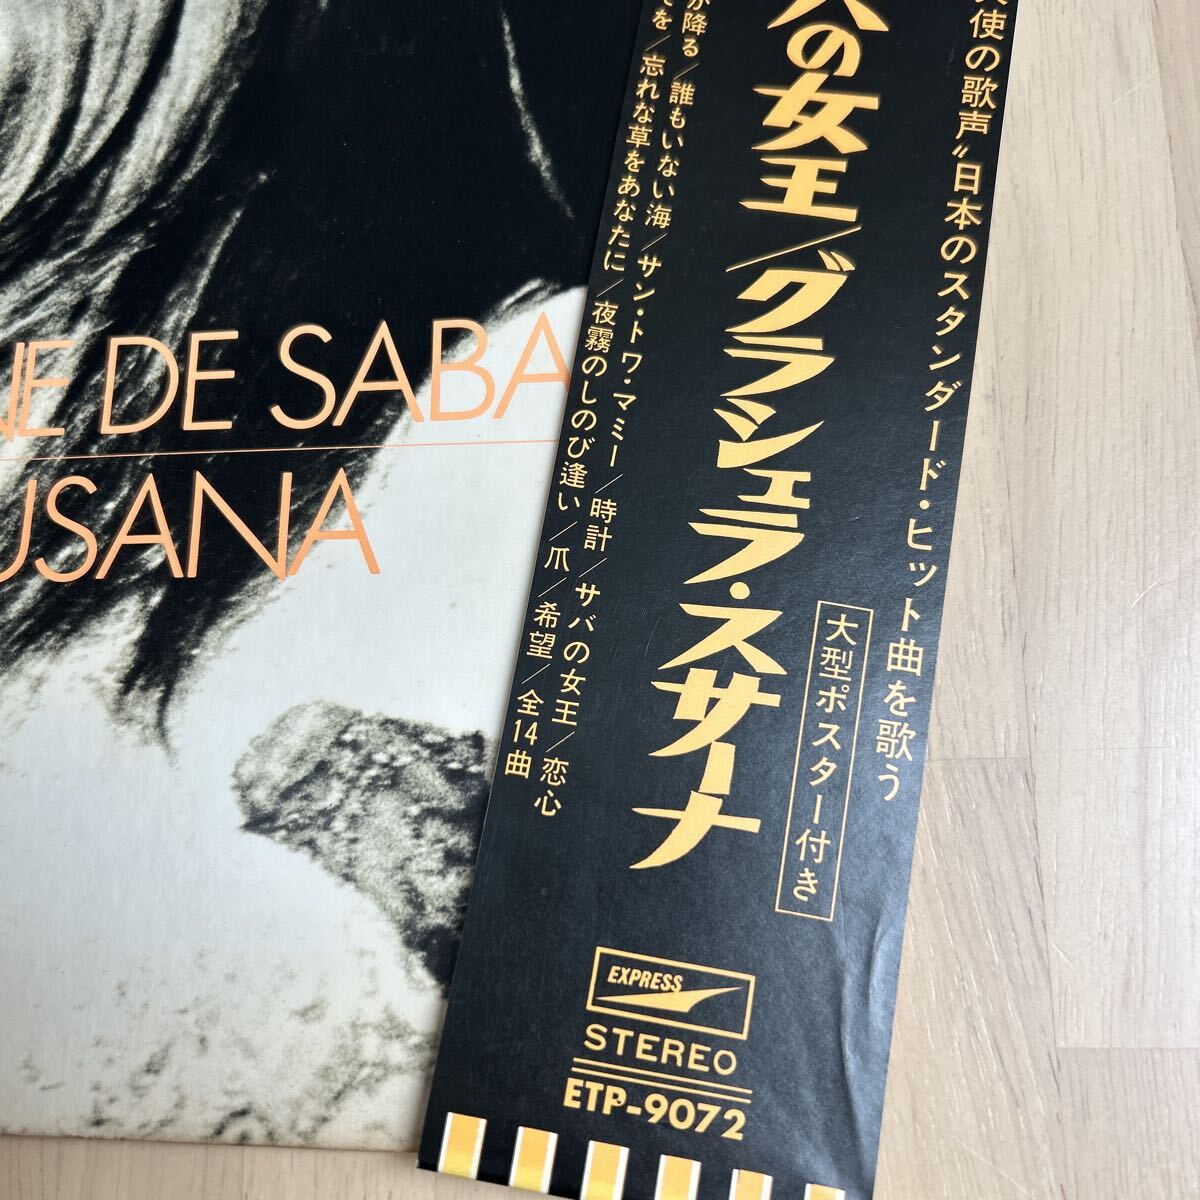 DE SABA
USANA
使の歌声〟日本のスタンダード・ヒット曲を歌う
大型ポスター付き
の女王/グラシェラ・スサーナ
降る/誰もいない海/サン・トワ・マミー/時計/サバの女王/恋心
を/忘れな草をあなたに/夜霧のしのび逢い/爪/希望/全14曲
EXPRESS
STEREO
ETP-9072